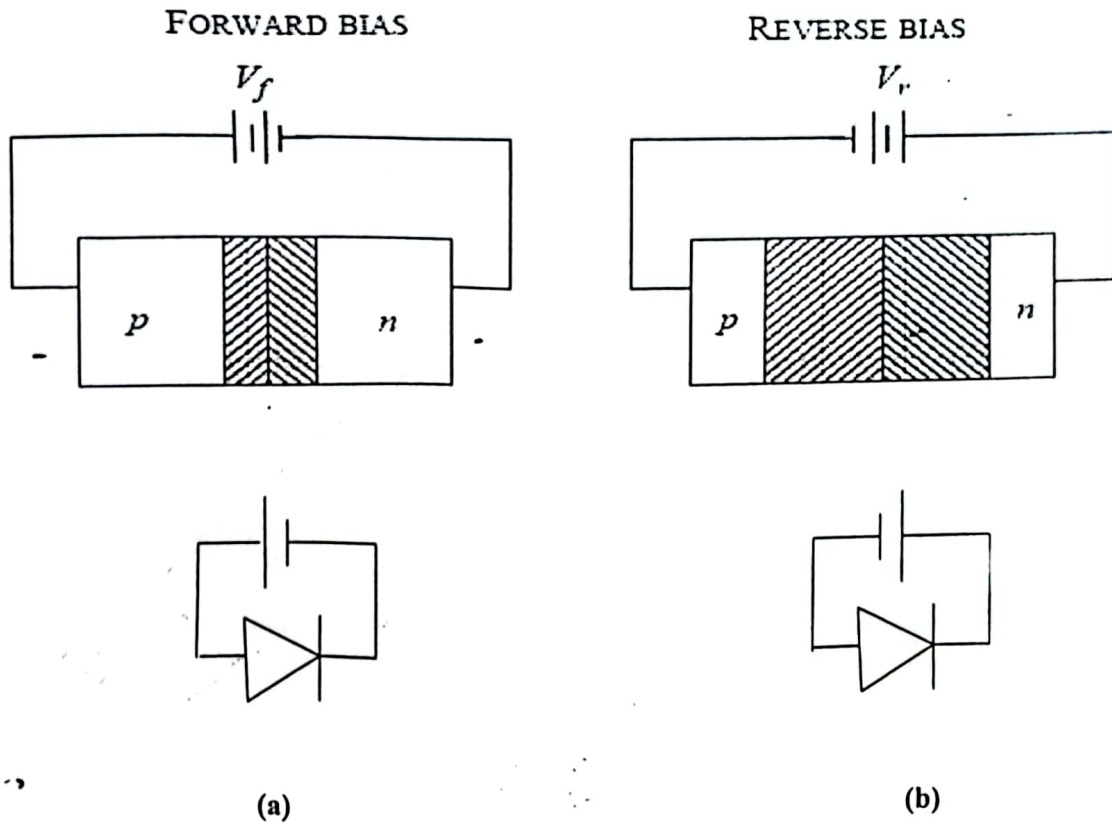 FORWARD BIAS
REVERSE BIAS
V_f
V_r
p
n
p
n
(a)
(b)